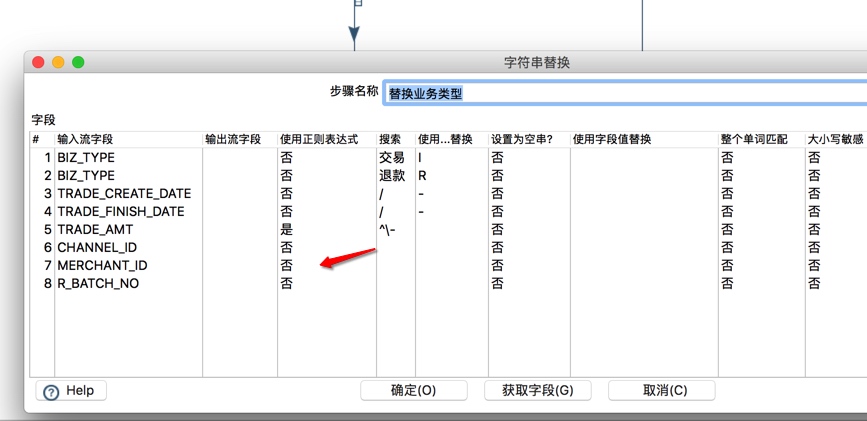 字符串替换
步骤名称 替换业务类型
字段
# 输入流字段 输出流字段 使用正则表达式 搜索 使用...替换 设置为空串? 使用字段值替换 整个单词匹配 大小写敏感
1 BIZ_TYPE 否 交易 I 否 否 否
2 BIZ_TYPE 否 退款 R 否 否 否
3 TRADE_CREATE_DATE 否 / - 否 否 否
4 TRADE_FINISH_DATE 否 / - 否 否 否
5 TRADE_AMT 是 ^\- 否 否 否
6 CHANNEL_ID 否 否 否 否
7 MERCHANT_ID 否 否 否 否
8 R_BATCH_NO 否 否 否 否
? Help 确定(O) 获取字段(G) 取消(C)